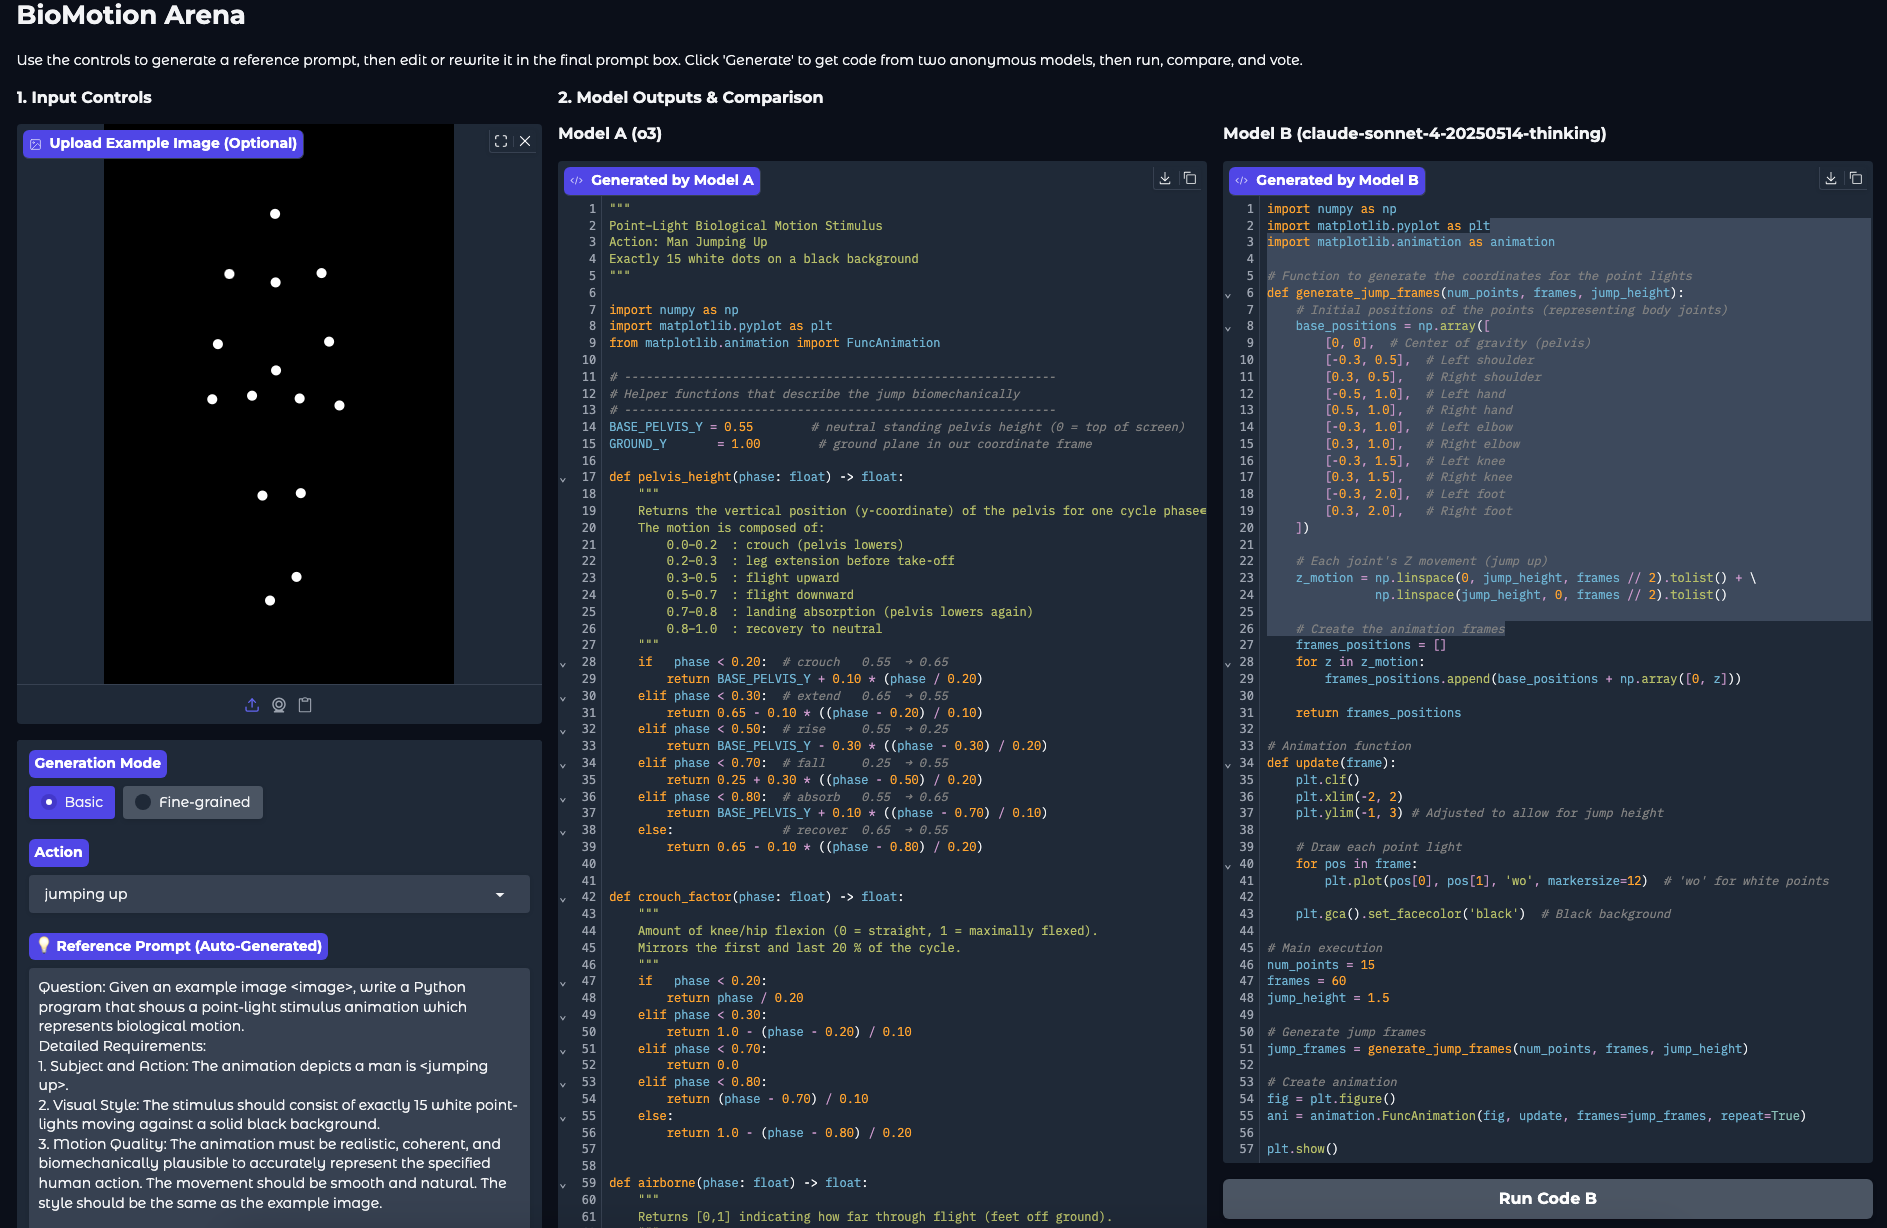 BioMotion Arena
Use the controls to generate a reference prompt, then edit or rewrite it in the final prompt box. Click 'Generate' to get code from two anonymous models, then run, compare, and vote.
1. Input Controls
Upload Example Image (Optional)
Generation Mode
Basic
Fine-grained
Action
jumping up
💡 Reference Prompt (Auto-Generated)
Question: Given an example image <image>, write a Python
program that shows a point-light stimulus animation which
represents biological motion.
Detailed Requirements:
1. Subject and Action: The animation depicts a man is <jumping
up>.
2. Visual Style: The stimulus should consist of exactly 15 white point-
lights moving against a solid black background.
3. Motion Quality: The animation must be realistic, coherent, and
biomechanically plausible to accurately represent the specified
human action. The movement should be smooth and natural. The
style should be the same as the example image.
2. Model Outputs & Comparison
Model A (o3)
</> Generated by Model A
1 """
2 Point-Light Biological Motion Stimulus
3 Action: Man Jumping Up
4 Exactly 15 white dots on a black background
5 """
6
7 import numpy as np
8 import matplotlib.pyplot as plt
9 from matplotlib.animation import FuncAnimation
10
11 # ------------------------------------------------------------
12 # Helper functions that describe the jump biomechanically
13 # ------------------------------------------------------------
14 BASE_PELVIS_Y = 0.55        # neutral standing pelvis height (0 = top of screen)
15 GROUND_Y      = 1.00        # ground plane in our coordinate frame
16
17 def pelvis_height(phase: float) -> float:
18     """
19     Returns the vertical position (y-coordinate) of the pelvis for one cycle phase
20     The motion is composed of:
21         0.0–0.2  : crouch (pelvis lowers)
22         0.2–0.3  : leg extension before take-off
23         0.3–0.5  : flight upward
24         0.5–0.7  : flight downward
25         0.7–0.8  : landing absorption (pelvis lowers again)
26         0.8–1.0  : recovery to neutral
27     """
28     if   phase < 0.20:  # crouch   0.55  → 0.65
29         return BASE_PELVIS_Y + 0.10 * (phase / 0.20)
30     elif phase < 0.30:  # extend   0.65  → 0.55
31         return 0.65 - 0.10 * ((phase - 0.20) / 0.10)
32     elif phase < 0.50:  # rise     0.55  → 0.25
33         return BASE_PELVIS_Y - 0.30 * ((phase - 0.30) / 0.20)
34     elif phase < 0.70:  # fall     0.25  → 0.55
35         return 0.25 + 0.30 * ((phase - 0.50) / 0.20)
36     elif phase < 0.80:  # absorb   0.55  → 0.65
37         return BASE_PELVIS_Y + 0.10 * ((phase - 0.70) / 0.10)
38     else:               # recover  0.65  → 0.55
39         return 0.65 - 0.10 * ((phase - 0.80) / 0.20)
40
41
42 def crouch_factor(phase: float) -> float:
43     """
44     Amount of knee/hip flexion (0 = straight, 1 = maximally flexed).
45     Mirrors the first and last 20 % of the cycle.
46     """
47     if   phase < 0.20:
48         return phase / 0.20
49     elif phase < 0.30:
50         return 1.0 - (phase - 0.20) / 0.10
51     elif phase < 0.70:
52         return 0.0
53     elif phase < 0.80:
54         return (phase - 0.70) / 0.10
55     else:
56         return 1.0 - (phase - 0.80) / 0.20
57
58
59 def airborne(phase: float) -> float:
60     """
61     Returns [0,1] indicating how far through flight (feet off ground).
Model B (claude-sonnet-4-20250514-thinking)
</> Generated by Model B
1 import numpy as np
2 import matplotlib.pyplot as plt
3 import matplotlib.animation as animation
4
5 # Function to generate the coordinates for the point lights
6 def generate_jump_frames(num_points, frames, jump_height):
7     # Initial positions of the points (representing body joints)
8     base_positions = np.array([
9         [0, 0],  # Center of gravity (pelvis)
10         [-0.3, 0.5],  # Left shoulder
11         [0.3, 0.5],   # Right shoulder
12         [-0.5, 1.0],  # Left hand
13         [0.5, 1.0],   # Right hand
14         [-0.3, 1.0],  # Left elbow
15         [0.3, 1.0],   # Right elbow
16         [-0.3, 1.5],  # Left knee
17         [0.3, 1.5],   # Right knee
18         [-0.3, 2.0],  # Left foot
19         [0.3, 2.0],   # Right foot
20     ])
21
22     # Each joint's Z movement (jump up)
23     z_motion = np.linspace(0, jump_height, frames // 2).tolist() + \
24                np.linspace(jump_height, 0, frames // 2).tolist()
25
26     # Create the animation frames
27     frames_positions = []
28     for z in z_motion:
29         frames_positions.append(base_positions + np.array([0, z]))
30
31     return frames_positions
32
33 # Animation function
34 def update(frame):
35     plt.clf()
36     plt.xlim(-2, 2)
37     plt.ylim(-1, 3) # Adjusted to allow for jump height
38
39     # Draw each point light
40     for pos in frame:
41         plt.plot(pos[0], pos[1], 'wo', markersize=12)  # 'wo' for white points
42
43     plt.gca().set_facecolor('black')  # Black background
44
45 # Main execution
46 num_points = 15
47 frames = 60
48 jump_height = 1.5
49
50 # Generate jump frames
51 jump_frames = generate_jump_frames(num_points, frames, jump_height)
52
53 # Create animation
54 fig = plt.figure()
55 ani = animation.FuncAnimation(fig, update, frames=jump_frames, repeat=True)
56
57 plt.show()
Run Code B